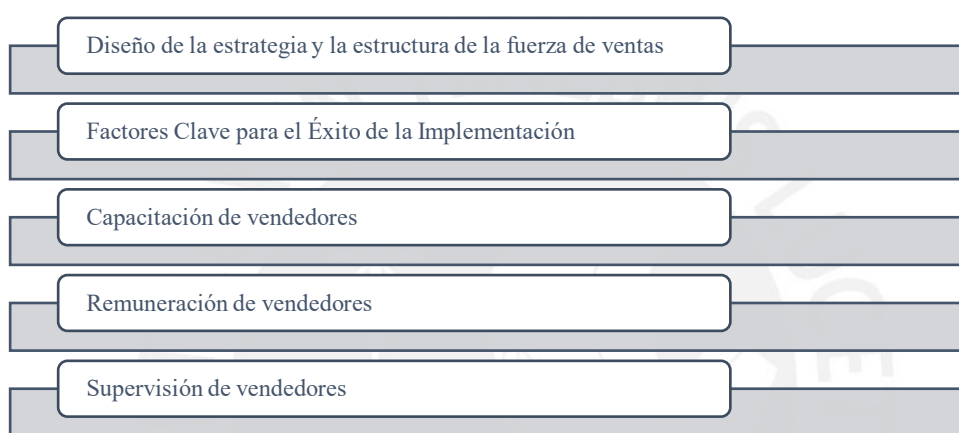 Diseño de la estrategia y la estructura de la fuerza de ventas
Factores Clave para el Éxito de la Implementación
Capacitación de vendedores
Remuneración de vendedores
Supervisión de vendedores